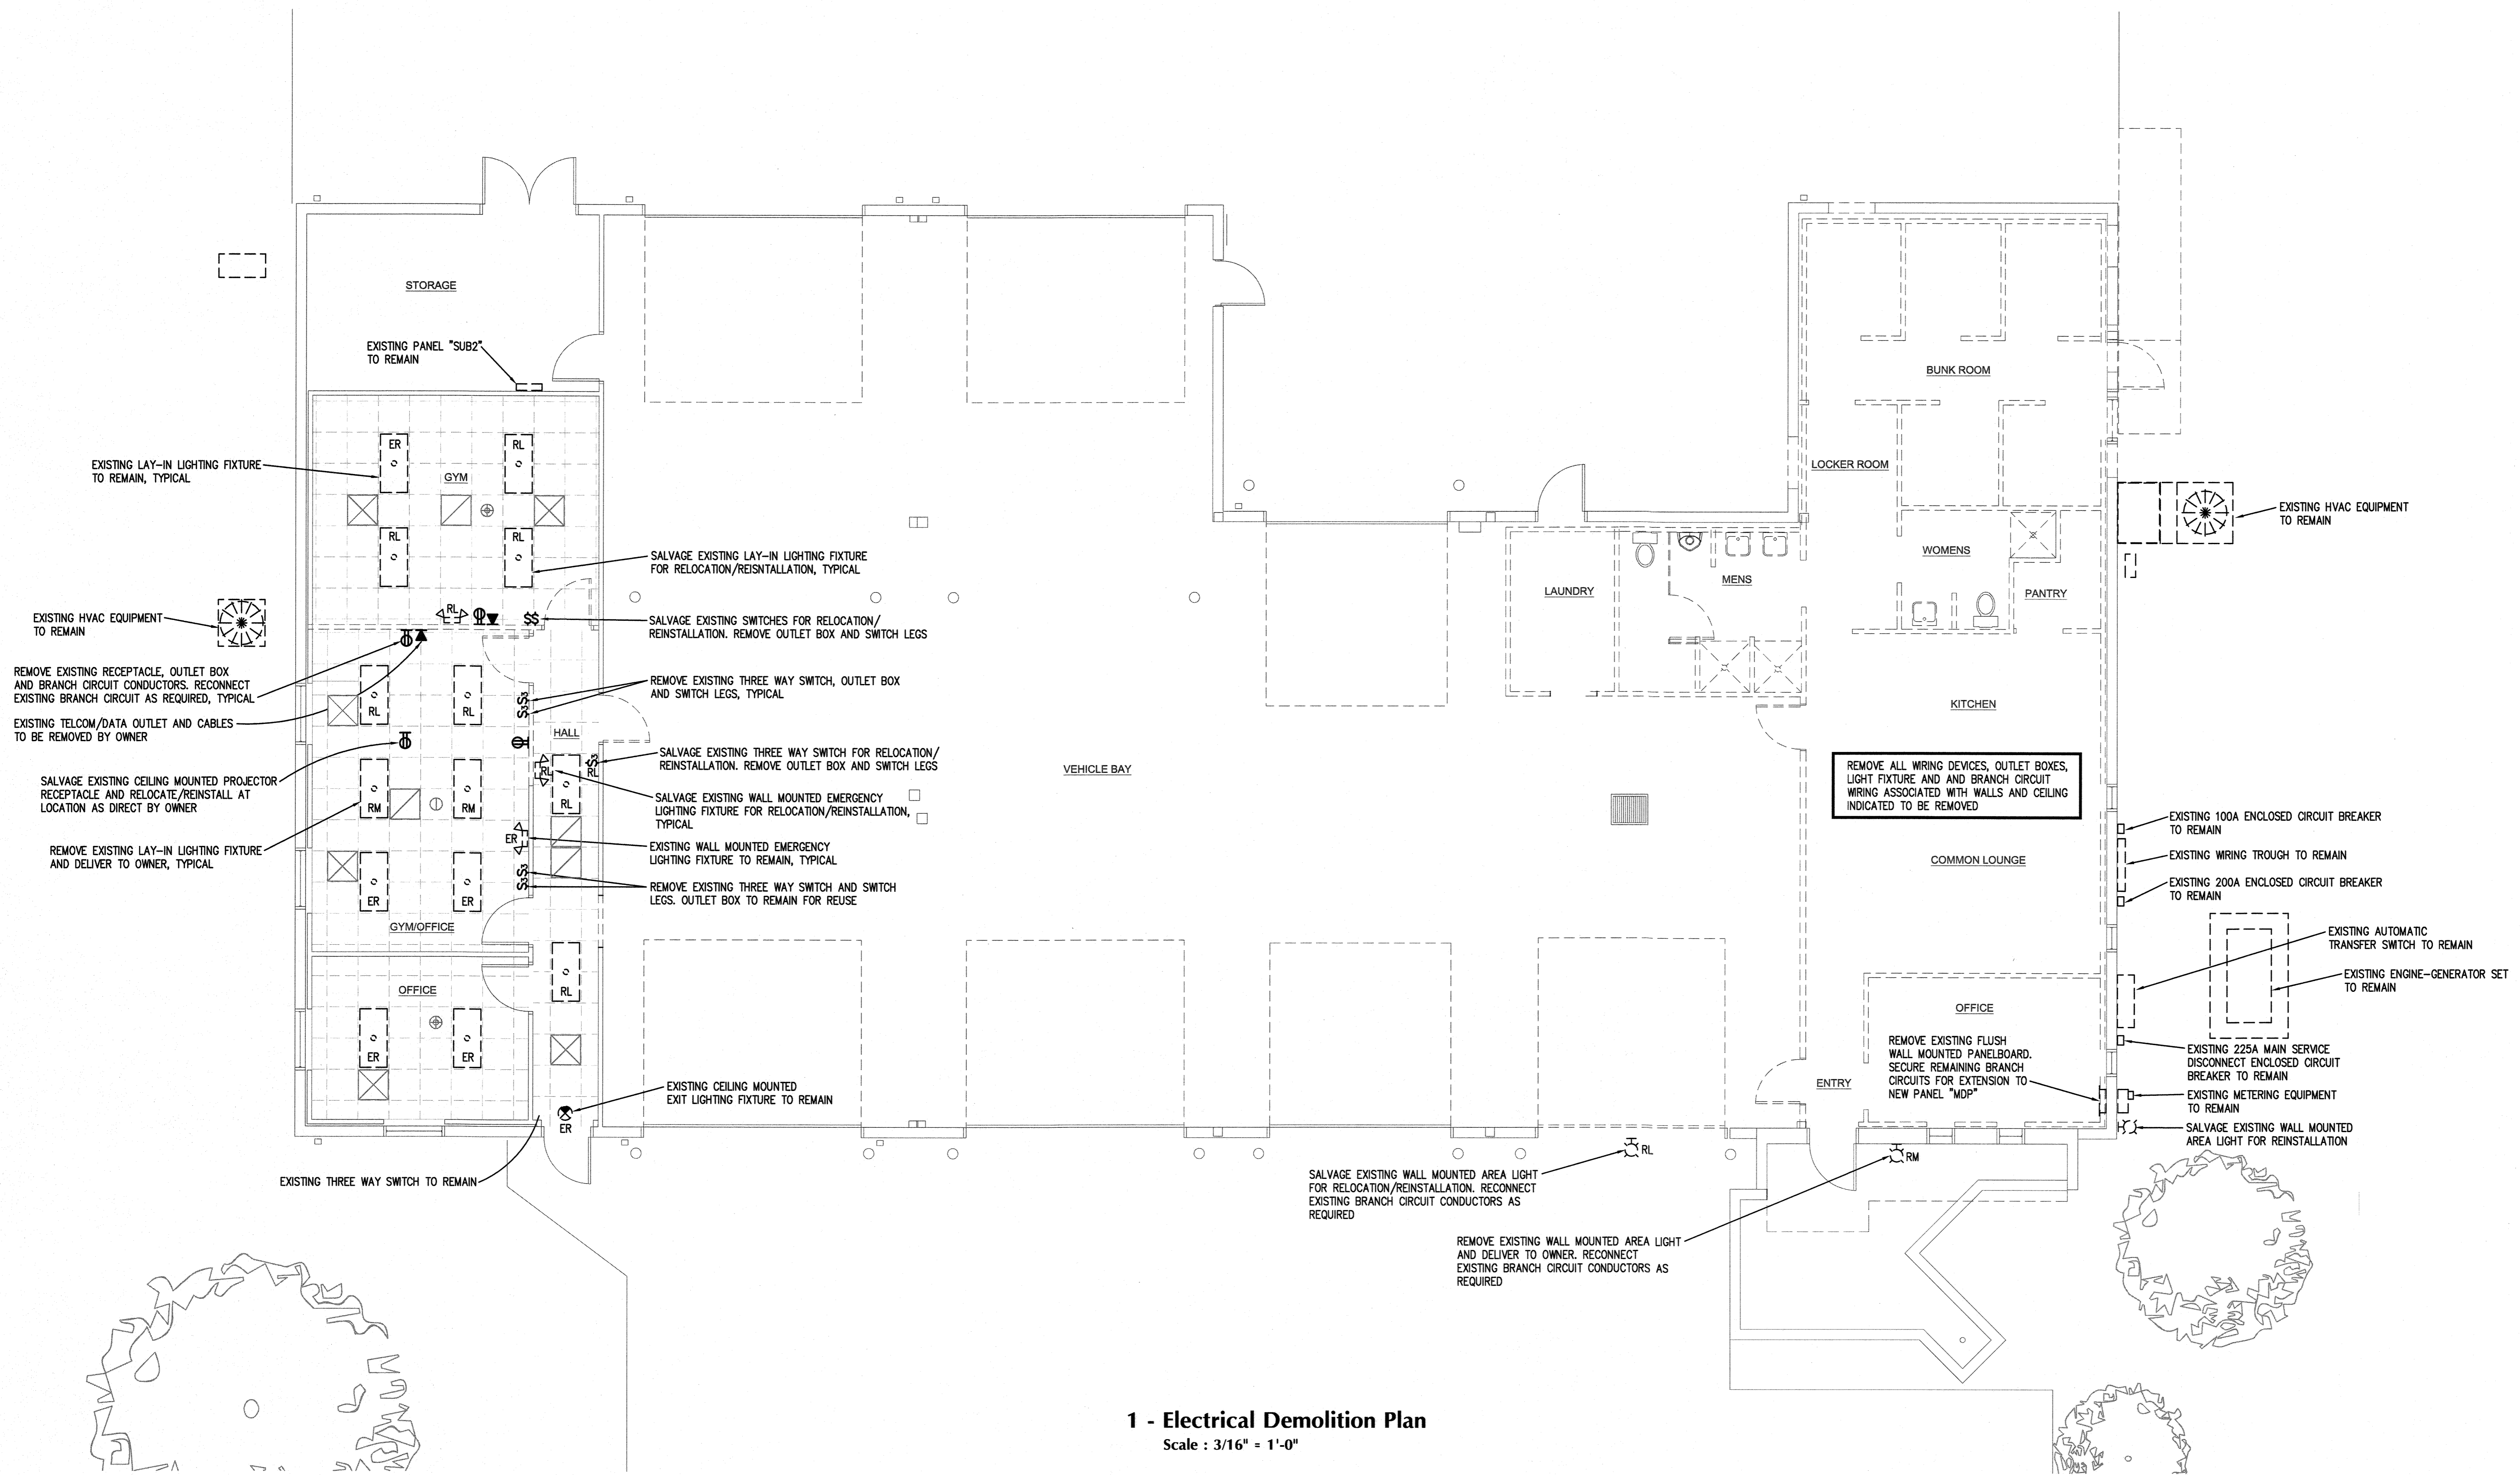 STORAGE
EXISTING PANEL "SUB2"
TO REMAIN
BUNK ROOM
ER
RL
EXISTING LAY-IN LIGHTING FIXTURE
TO REMAIN, TYPICAL
GYM
LOCKER ROOM
EXISTING HVAC EQUIPMENT
TO REMAIN
RL
RL
SALVAGE EXISTING LAY-IN LIGHTING FIXTURE
FOR RELOCATION/REISNTALLATION, TYPICAL
WOMENS
MENS
LAUNDRY
PANTRY
EXISTING HVAC EQUIPMENT
TO REMAIN
RL
$$
SALVAGE EXISTING SWITCHES FOR RELOCATION/
REINSTALLATION. REMOVE OUTLET BOX AND SWITCH LEGS
REMOVE EXISTING RECEPTACLE, OUTLET BOX
AND BRANCH CIRCUIT CONDUCTORS. RECONNECT
EXISTING BRANCH CIRCUIT AS REQUIRED, TYPICAL
REMOVE EXISTING THREE WAY SWITCH, OUTLET BOX
AND SWITCH LEGS, TYPICAL
$3$3
RL
RL
KITCHEN
EXISTING TELCOM/DATA OUTLET AND CABLES
TO BE REMOVED BY OWNER
HALL
SALVAGE EXISTING THREE WAY SWITCH FOR RELOCATION/
REINSTALLATION. REMOVE OUTLET BOX AND SWITCH LEGS
$3
RL
RL
RL
VEHICLE BAY
REMOVE ALL WIRING DEVICES, OUTLET BOXES,
LIGHT FIXTURE AND AND BRANCH CIRCUIT
WIRING ASSOCIATED WITH WALLS AND CEILING
INDICATED TO BE REMOVED
SALVAGE EXISTING CEILING MOUNTED PROJECTOR
RECEPTACLE AND RELOCATE/REINSTALL AT
LOCATION AS DIRECT BY OWNER
RM
RM
SALVAGE EXISTING WALL MOUNTED EMERGENCY
LIGHTING FIXTURE FOR RELOCATION/REINSTALLATION,
TYPICAL
EXISTING 100A ENCLOSED CIRCUIT BREAKER
TO REMAIN
ER
REMOVE EXISTING LAY-IN LIGHTING FIXTURE
AND DELIVER TO OWNER, TYPICAL
EXISTING WALL MOUNTED EMERGENCY
LIGHTING FIXTURE TO REMAIN, TYPICAL
COMMON LOUNGE
EXISTING WIRING TROUGH TO REMAIN
$3$3
REMOVE EXISTING THREE WAY SWITCH AND SWITCH
LEGS. OUTLET BOX TO REMAIN FOR REUSE
EXISTING 200A ENCLOSED CIRCUIT BREAKER
TO REMAIN
ER
ER
GYM/OFFICE
EXISTING AUTOMATIC
TRANSFER SWITCH TO REMAIN
EXISTING ENGINE-GENERATOR SET
TO REMAIN
OFFICE
RL
OFFICE
REMOVE EXISTING FLUSH
WALL MOUNTED PANELBOARD.
SECURE REMAINING BRANCH
CIRCUITS FOR EXTENSION TO
NEW PANEL "MDP"
ER
ER
EXISTING 225A MAIN SERVICE
DISCONNECT ENCLOSED CIRCUIT
BREAKER TO REMAIN
ENTRY
EXISTING CEILING MOUNTED
EXIT LIGHTING FIXTURE TO REMAIN
EXISTING METERING EQUIPMENT
TO REMAIN
ER
SALVAGE EXISTING WALL MOUNTED
AREA LIGHT FOR REINSTALLATION
RL
RM
EXISTING THREE WAY SWITCH TO REMAIN
SALVAGE EXISTING WALL MOUNTED AREA LIGHT
FOR RELOCATION/REINSTALLATION. RECONNECT
EXISTING BRANCH CIRCUIT CONDUCTORS AS
REQUIRED
REMOVE EXISTING WALL MOUNTED AREA LIGHT
AND DELIVER TO OWNER. RECONNECT
EXISTING BRANCH CIRCUIT CONDUCTORS AS
REQUIRED
1 - Electrical Demolition Plan
Scale : 3/16" = 1'-0"